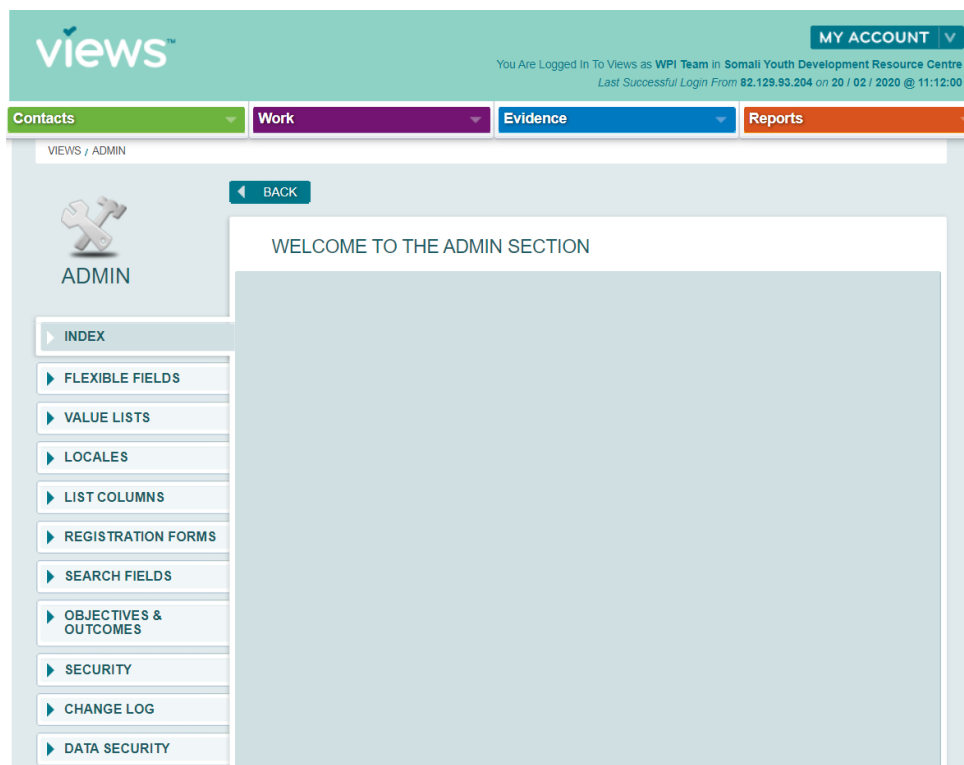 views™
MY ACCOUNT
You Are Logged In To Views as WPI Team in Somali Youth Development Resource Centre
Last Successful Login From 82.129.93.204 on 20 / 02 / 2020 @ 11:12:00
Contacts
Work
Evidence
Reports
VIEWS / ADMIN
BACK
ADMIN
WELCOME TO THE ADMIN SECTION
INDEX
FLEXIBLE FIELDS
VALUE LISTS
LOCALES
LIST COLUMNS
REGISTRATION FORMS
SEARCH FIELDS
OBJECTIVES &
OUTCOMES
SECURITY
CHANGE LOG
DATA SECURITY